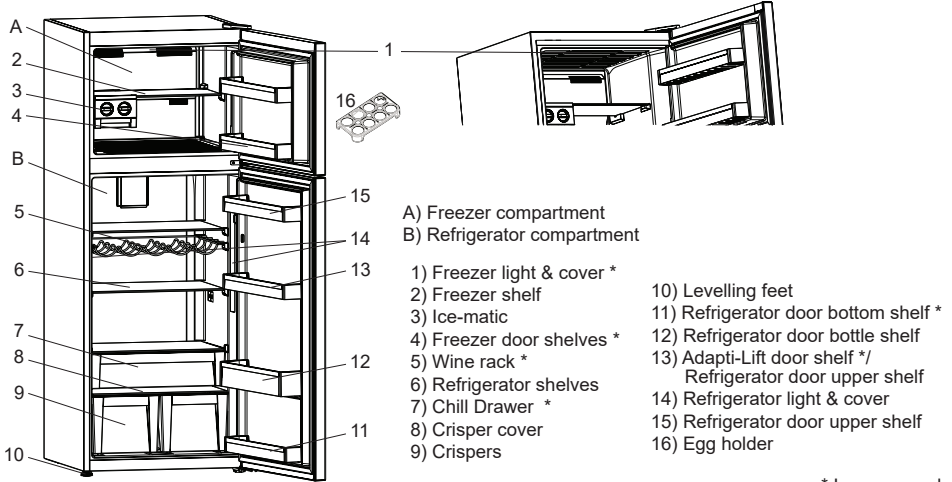 A
2
3
4
B
5
6
7
8
9
10
1
16
15
14
13
12
11
A) Freezer compartment
B) Refrigerator compartment
1) Freezer light & cover *
2) Freezer shelf
3) Ice-matic
4) Freezer door shelves *
5) Wine rack *
6) Refrigerator shelves
7) Chill Drawer *
8) Crisper cover
9) Crispers
10) Levelling feet
11) Refrigerator door bottom shelf *
12) Refrigerator door bottle shelf
13) Adapti-Lift door shelf */
Refrigerator door upper shelf
14) Refrigerator light & cover
15) Refrigerator door upper shelf
16) Egg holder